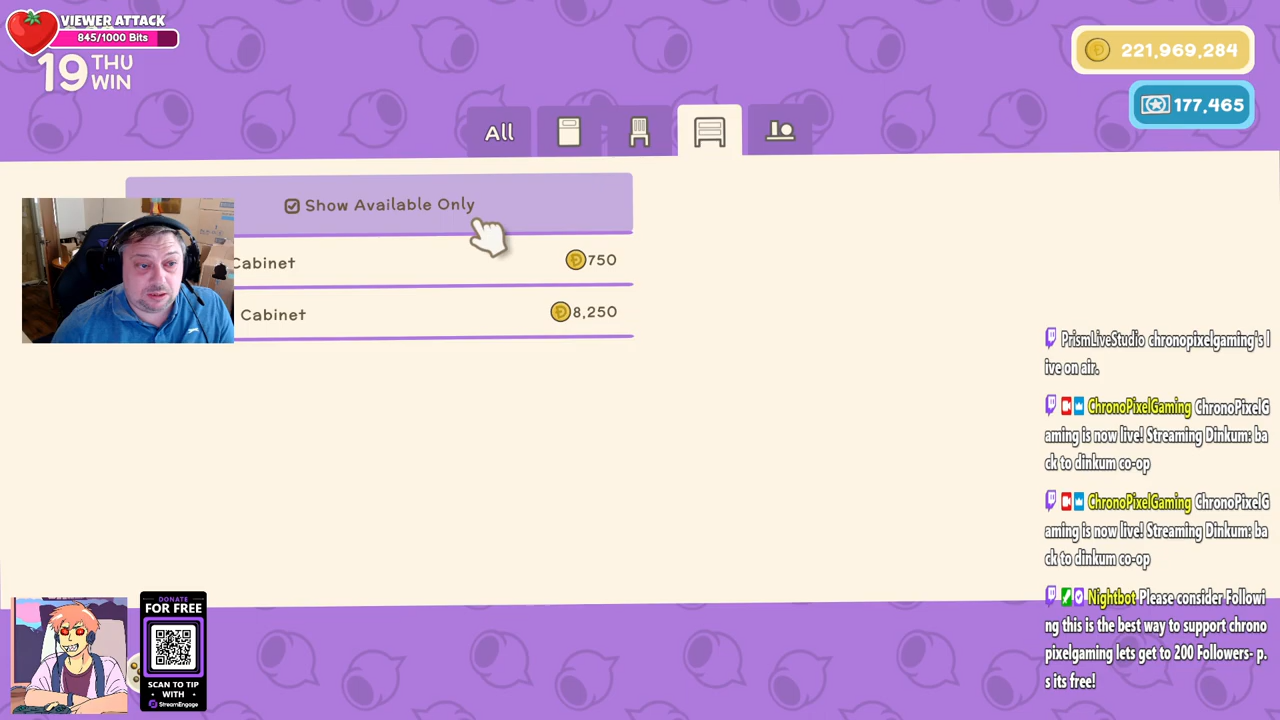 VIEWER ATTACK
845/1000 Bits
19 THU
WIN
221,969,284
177,465
All
Show Available Only
Cabinet
750
Cabinet
8,250
PrismLiveStudio chronopixelgaming's l
ive on air.
ChronoPixelGaming ChronoPixelG
aming is now live! Streaming Dinkum: ba
ck to dinkum co-op
ChronoPixelGaming ChronoPixelG
aming is now live! Streaming Dinkum: ba
ck to dinkum co-op
Nightbot Please consider Followi
ng this is the best way to support chrono
pixelgaming lets get to 200 Followers- p.
s its free!
DONATE
FOR FREE
SCAN TO TIP
• WITH •
StreamEngage